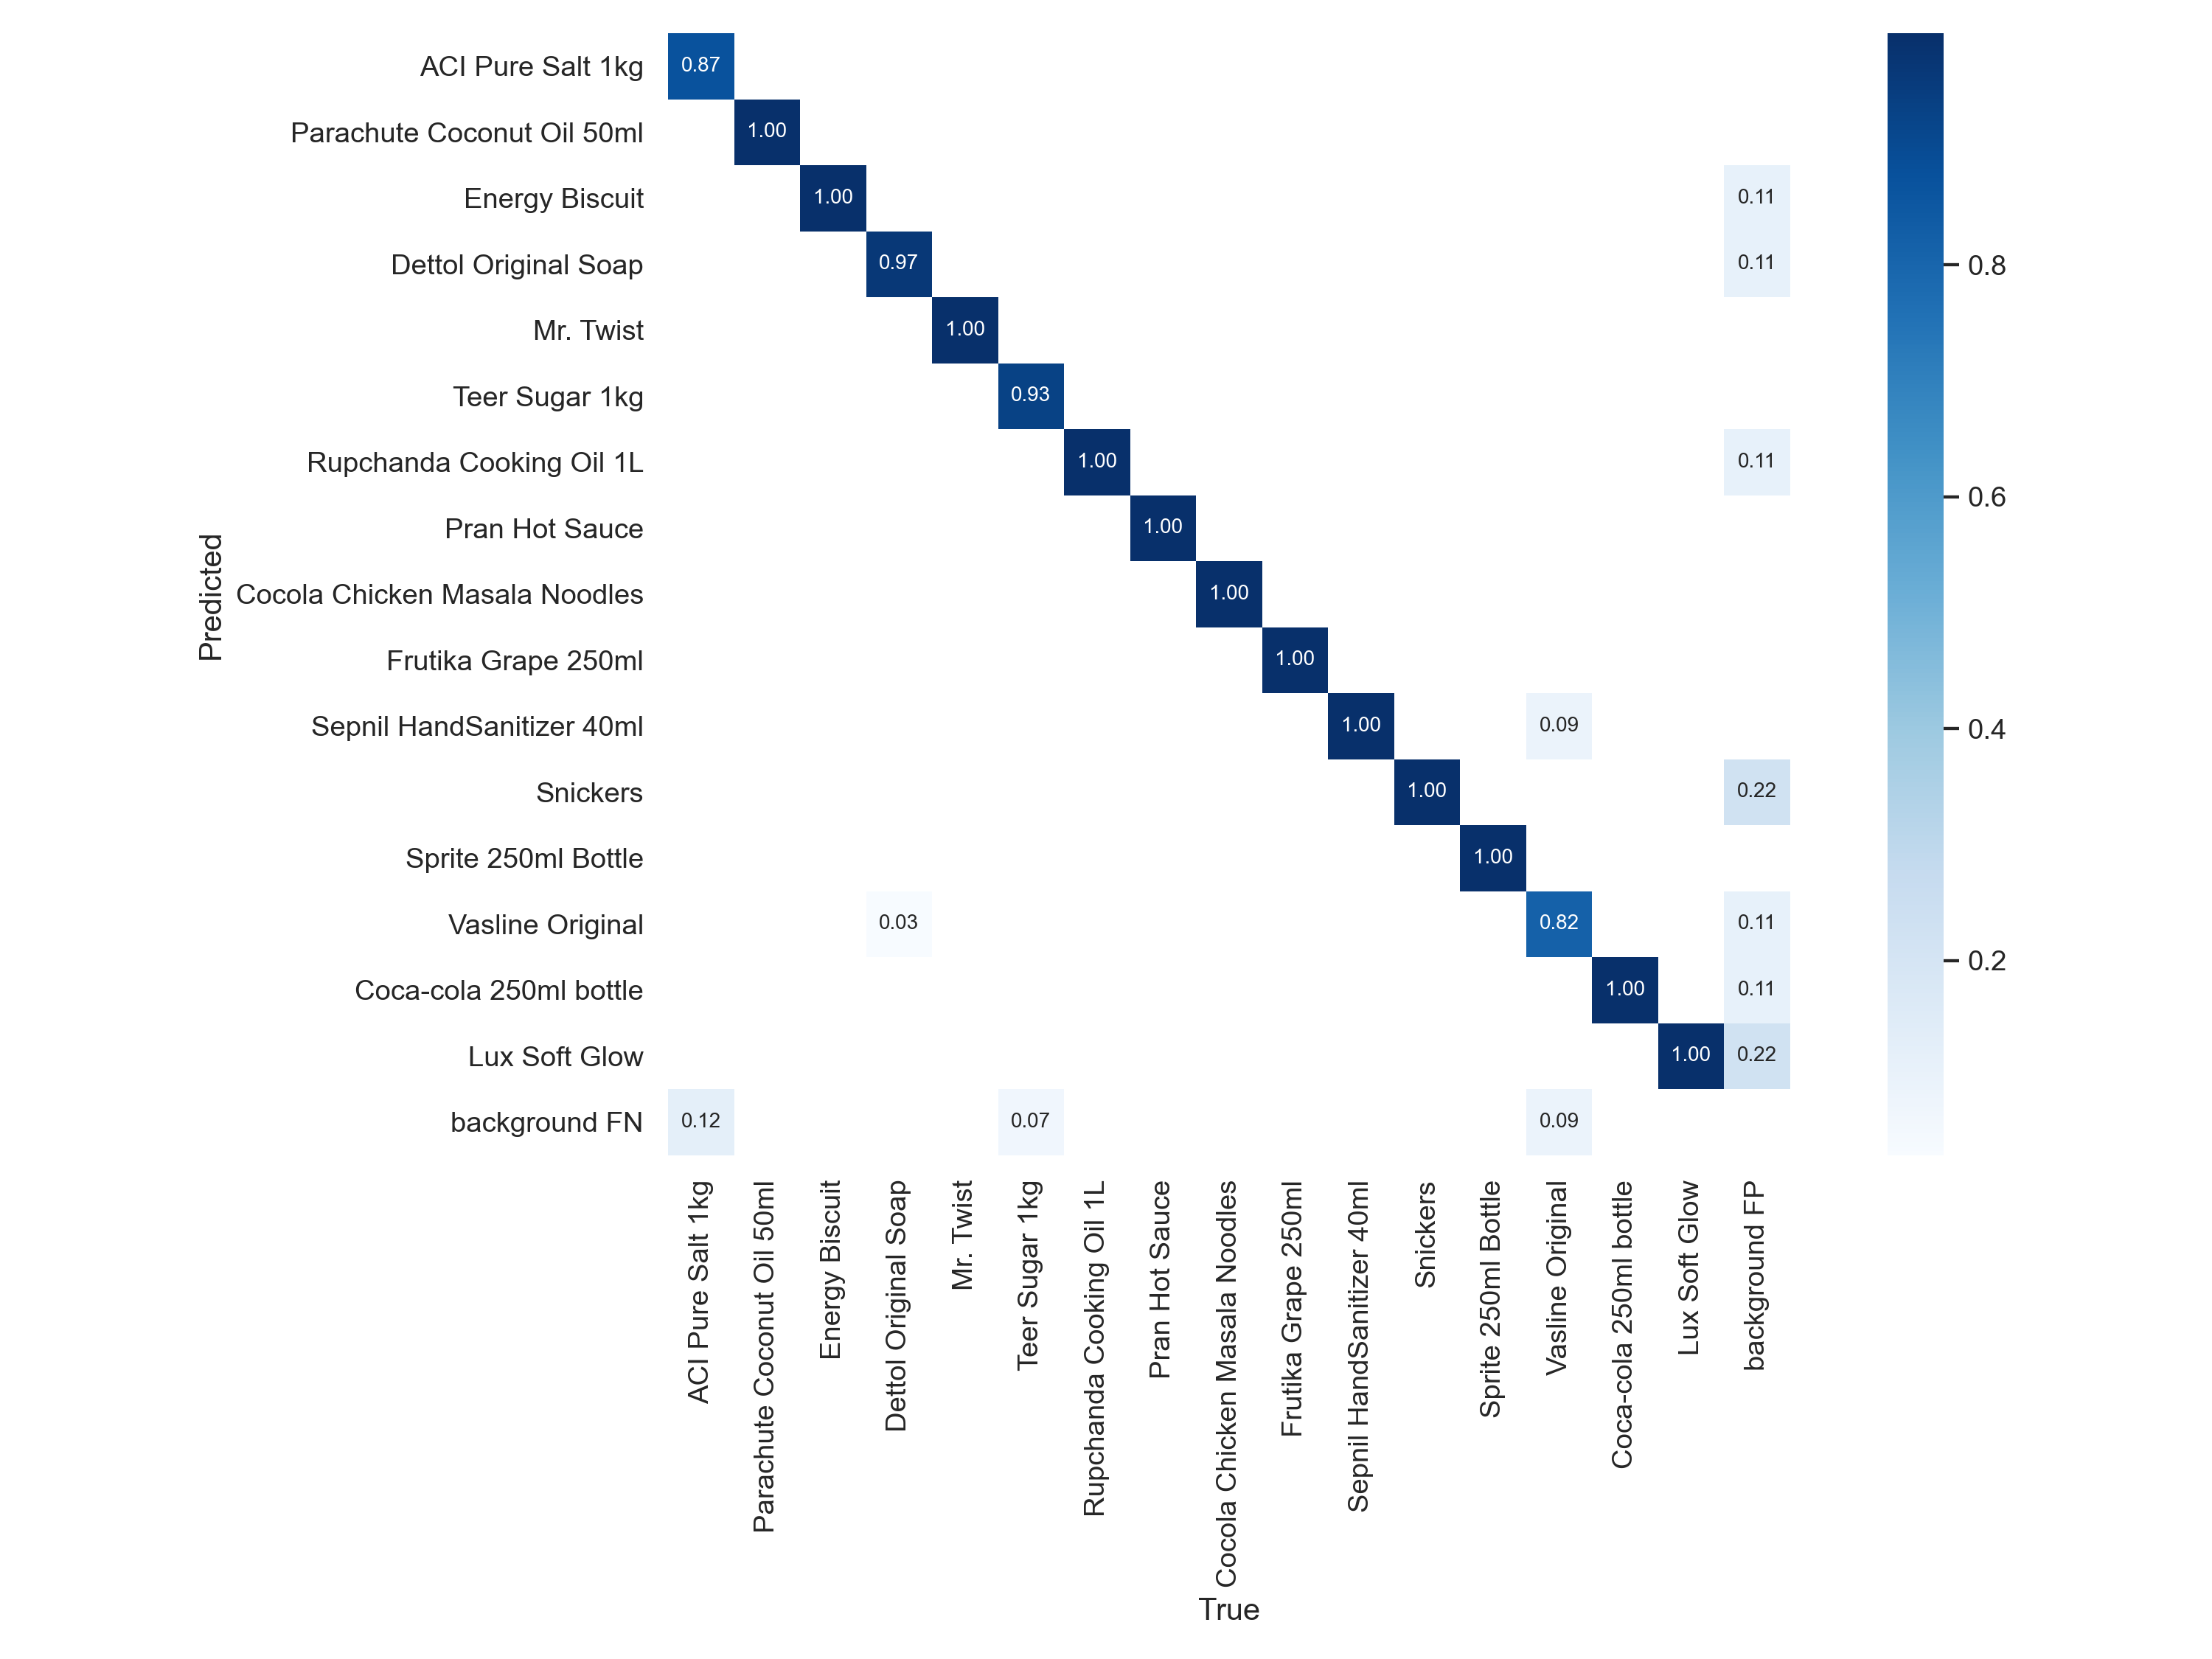 ACI Pure Salt 1kg 0.87
Parachute Coconut Oil 50ml 1.00
Energy Biscuit 1.00 0.11
Dettol Original Soap 0.97 0.11 0.8
Mr. Twist 1.00
Teer Sugar 1kg 0.93
Rupchanda Cooking Oil 1L 1.00 0.11
0.6
Pran Hot Sauce 1.00
Cocola Chicken Masala Noodles 1.00
Predicted
Frutika Grape 250ml 1.00
Sepnil HandSanitizer 40ml 1.00 0.09 0.4
Snickers 1.00 0.22
Sprite 250ml Bottle 1.00
Vasline Original 0.03 0.82 0.11
0.2
Coca-cola 250ml bottle 1.00 0.11
Lux Soft Glow 1.00 0.22
background FN 0.12 0.07 0.09
ACI Pure Salt 1kg
Parachute Coconut Oil 50ml
Energy Biscuit
Dettol Original Soap
Mr. Twist
Teer Sugar 1kg
Rupchanda Cooking Oil 1L
Pran Hot Sauce
Cocola Chicken Masala Noodles
Frutika Grape 250ml
Sepnil HandSanitizer 40ml
Snickers
Sprite 250ml Bottle
Vasline Original
Coca-cola 250ml bottle
Lux Soft Glow
background FP
True